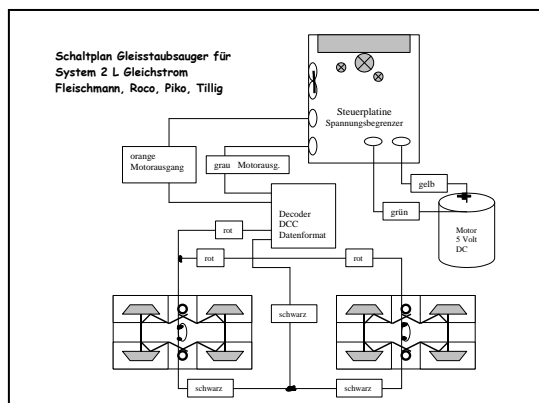 Schaltplan Gleisstaubsauger für
System 2 L Gleichstrom
Fleischmann, Roco, Piko, Tillig
Steuerplatine
Spannungsbegrenzer
orange
Motorausgang
grau Motorausg.
gelb
grün
Decoder
DCC
Datenformat
Motor
5 Volt
DC
rot
rot
rot
schwarz
schwarz
schwarz